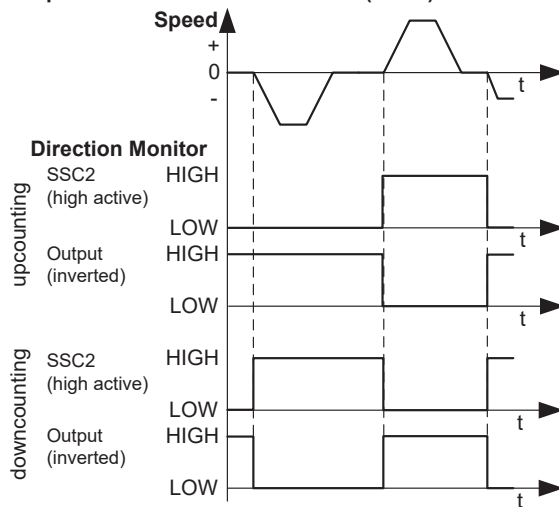 Speed
+
0
-
t
Direction Monitor
upcounting
SSC2
(high active)
HIGH
LOW
t
Output
(inverted)
HIGH
LOW
t
downcounting
SSC2
(high active)
HIGH
LOW
t
Output
(inverted)
HIGH
LOW
t